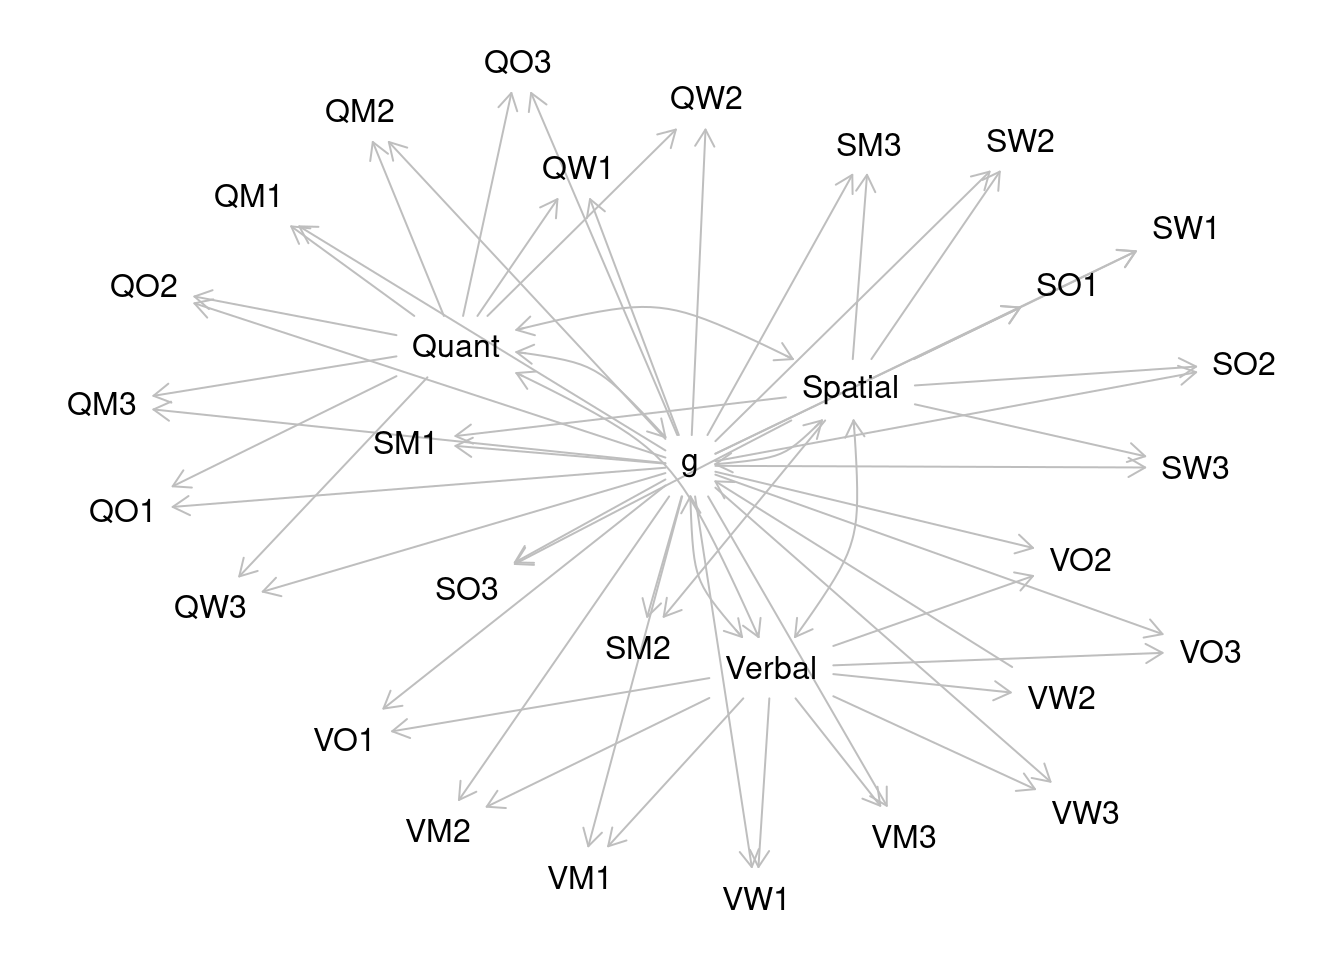 QO3
QW2
QM2
SW2
SM3
QW1
QM1
SW1
QO2
SO1
Quant
SO2
Spatial
QM3
SM1
g
SW3
QO1
VO2
SO3
QW3
SM2
VO3
Verbal
VW2
VO1
VW3
VM2
VM3
VM1
VW1